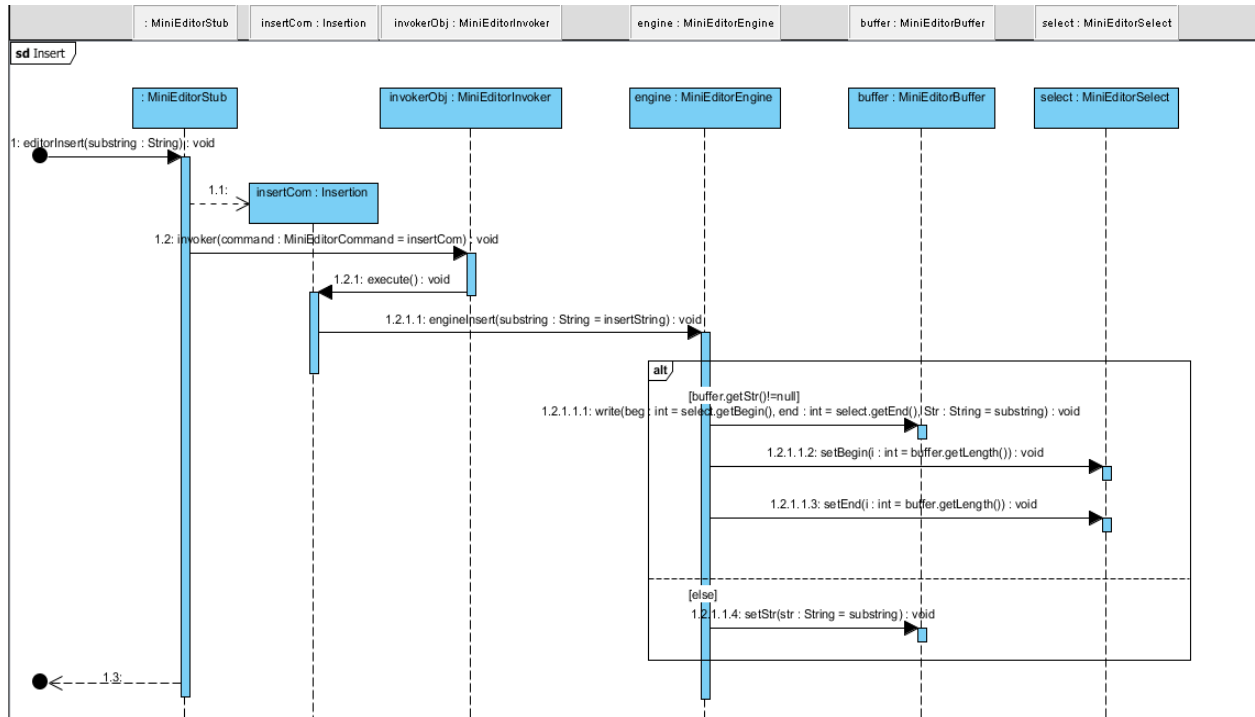 : MiniEditorStub
insertCom : Insertion
invokerObj : MiniEditorInvoker
engine : MiniEditorEngine
buffer : MiniEditorBuffer
select : MiniEditorSelect
sd Insert
: MiniEditorStub
invokerObj : MiniEditorInvoker
engine : MiniEditorEngine
buffer : MiniEditorBuffer
select : MiniEditorSelect
1: editorInsert(substring : String) : void
1.1:
insertCom : Insertion
1.2: invoker(command : MiniEditorCommand = insertCom) : void
1.2.1: execute() : void
1.2.1.1: engineInsert(substring : String = insertString) : void
alt
[buffer.getStr()!=null]
1.2.1.1.1: write(beg : int = select.getBegin(), end : int = select.getEnd(), Str : String = substring) : void
1.2.1.1.2: setBegin(i : int = buffer.getLength()) : void
1.2.1.1.3: setEnd(i : int = buffer.getLength()) : void
[else]
1.2.1.1.4: setStr(str : String = substring) : void
1.3: